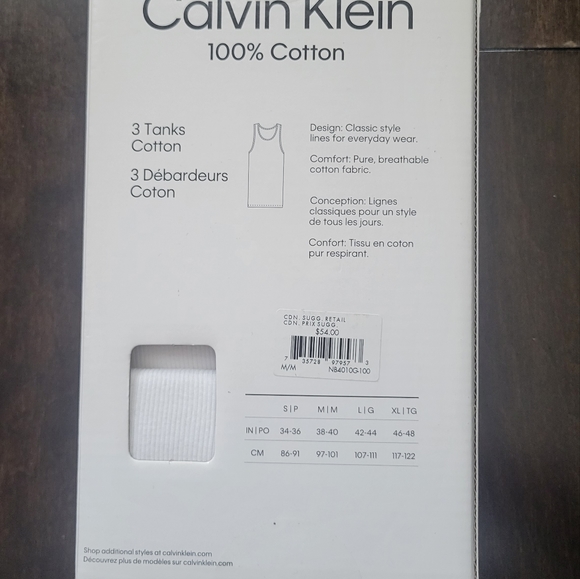 Calvin Klein
100% Cotton
3 Tanks
Cotton
3 Débardeurs
Coton
Design: Classic style
lines for everyday wear.
Comfort: Pure, breathable
cotton fabric.
Conception: Lignes
classiques pour un style
de tous les jours.
Confort: Tissu en coton
pur respirant.
CDN. SUGG. RETAIL
CDN. PRIX SUGG.
$54.00
7 35728 97957 3
M/M NB4010G-100
S|P M|M L|G XL|TG
IN|PO 34-36 38-40 42-44 46-48
CM 86-91 97-101 107-111 117-122
Shop additional styles at calvinklein.com
Découvrez plus de modèles sur calvinklein.com